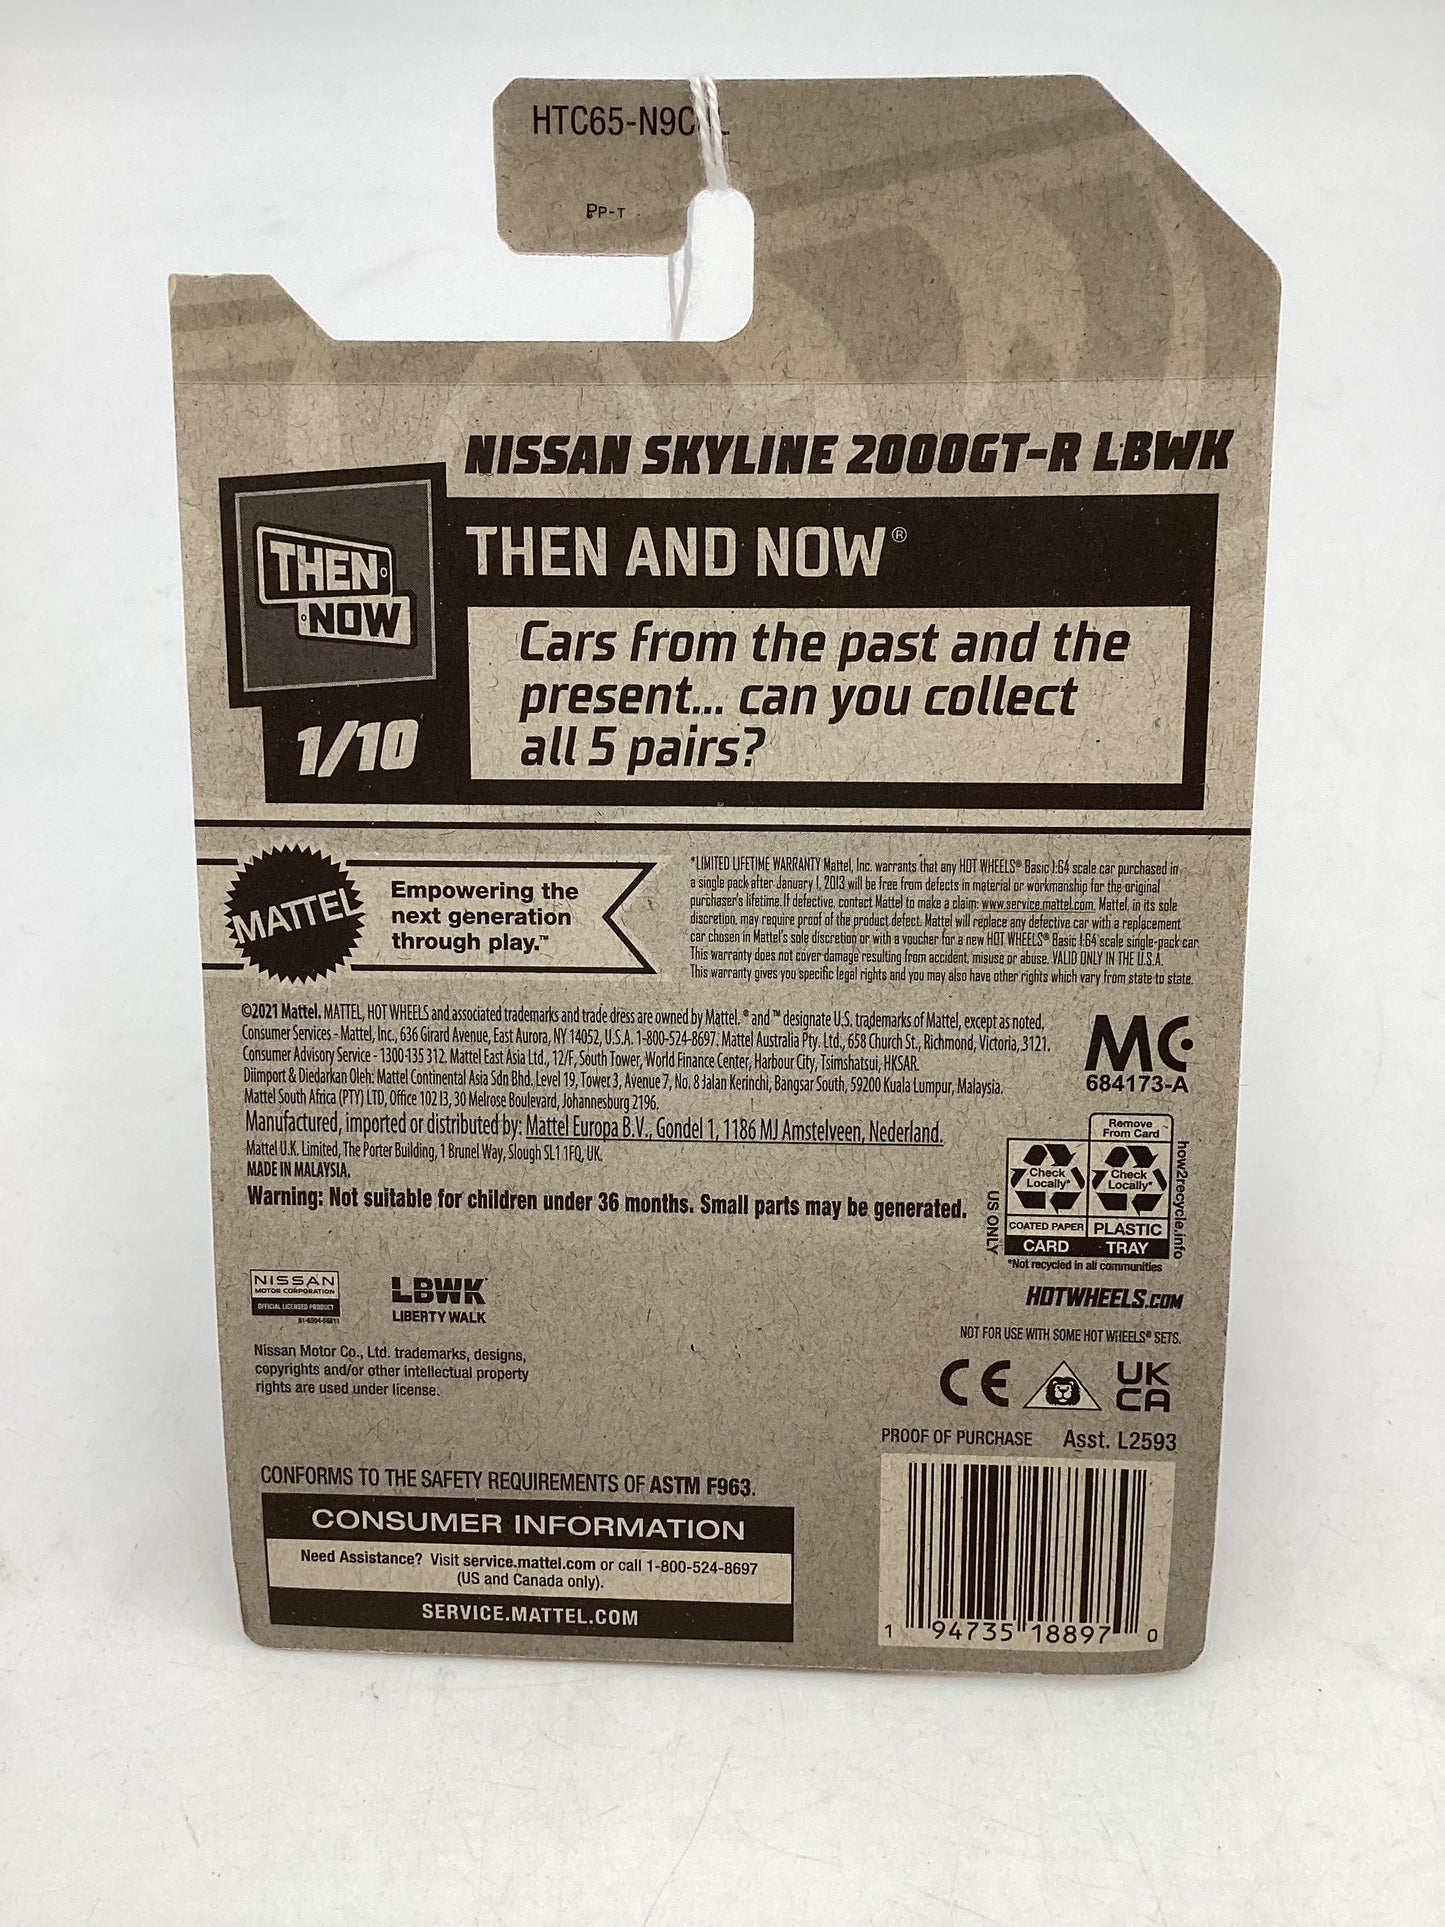 HTC65-N9C
PP-T
NISSAN SKYLINE 2000GT-R LBWK
THEN AND NOW®
THEN
NOW
Cars from the past and the
present... can you collect
all 5 pairs?
1/10
MATTEL
Empowering the
next generation
through play.™
*LIMITED LIFETIME WARRANTY Mattel, Inc. warrants that any HOT WHEELS® Basic 1:64 scale car purchased in
a single pack after January 1, 2013 will be free from defects in material or workmanship for the original
purchaser's lifetime. If defective, contact Mattel to make a claim: www.service.mattel.com. Mattel, in its sole
discretion, may require proof of the product defect. Mattel will replace any defective car with a replacement
car chosen in Mattel's sole discretion or with a voucher for a new HOT WHEELS® Basic 1:64 scale single-pack car.
This warranty does not cover damage resulting from accident, misuse or abuse. VALID ONLY IN THE U.S.A.
This warranty gives you specific legal rights and you may also have other rights which vary from state to state.
©2021 Mattel. MATTEL, HOT WHEELS and associated trademarks and trade dress are owned by Mattel. ® and ™ designate U.S. trademarks of Mattel, except as noted.
Consumer Services - Mattel, Inc., 636 Girard Avenue, East Aurora, NY 14052, U.S.A. 1-800-524-8697. Mattel Australia Pty. Ltd., 658 Church St., Richmond, Victoria, 3121.
Consumer Advisory Service - 1300 135 312. Mattel East Asia Ltd., 12/F, South Tower, World Finance Center, Harbour City, Tsimshatsui, HKSAR.
Diimport & Diedarkan Oleh: Mattel Continental Asia Sdn Bhd. Level 19, Tower 3, Avenue 7, No. 8 Jalan Kerinchi, Bangsar South, 59200 Kuala Lumpur, Malaysia.
Mattel South Africa (PTY) LTD, Office 102 I3, 30 Melrose Boulevard, Johannesburg 2196.
Manufactured, imported or distributed by: Mattel Europa B.V., Gondel 1, 1186 MJ Amstelveen, Nederland.
Mattel U.K. Limited, The Porter Building, 1 Brunel Way, Slough SL1 1FQ, UK.
MADE IN MALAYSIA.
Warning: Not suitable for children under 36 months. Small parts may be generated.
MC
684173-A
Remove
From Card
Check
Locally*
Check
Locally*
COATED PAPER
PLASTIC
CARD
TRAY
US ONLY
how2recycle.info
*Not recycled in all communities
HOTWHEELS.COM
NOT FOR USE WITH SOME HOT WHEELS® SETS.
NISSAN
MOTOR CORPORATION
OFFICIAL LICENSED PRODUCT
LBWK
LIBERTY WALK
Nissan Motor Co., Ltd. trademarks, designs,
copyrights and/or other intellectual property
rights are used under license.
CE
UK
CA
PROOF OF PURCHASE
Asst. L2593
CONFORMS TO THE SAFETY REQUIREMENTS OF ASTM F963.
CONSUMER INFORMATION
Need Assistance? Visit service.mattel.com or call 1-800-524-8697
(US and Canada only).
SERVICE.MATTEL.COM
1 94735 18897 0